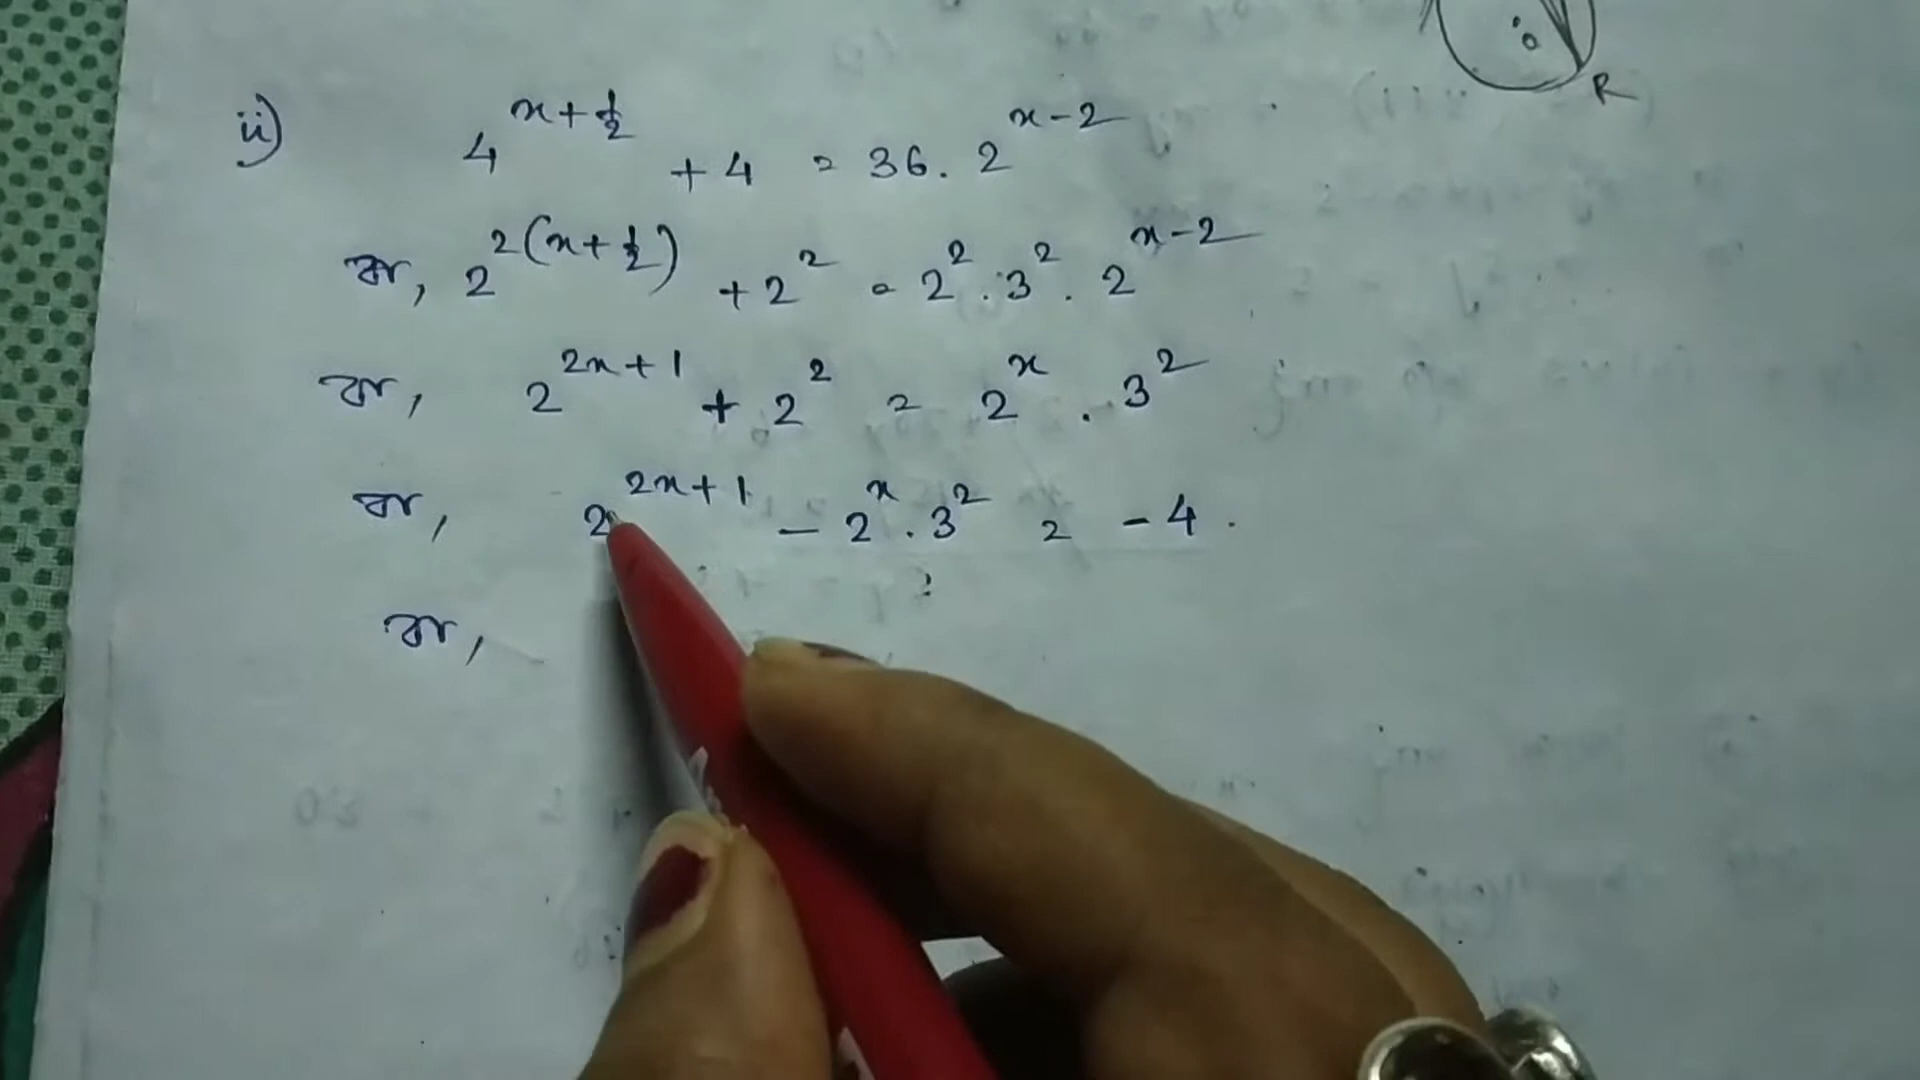 R
ii) 4^{x+1/2} + 4 = 36 . 2^{x-2}
বা, 2^{2(x+1/2)} + 2^2 = 2^2 . 3^2 . 2^{x-2}
বা, 2^{2x+1} + 2^2 = 2^x . 3^2
বা, 2^{2x+1} - 2^x . 3^2 = -4 .
বা,